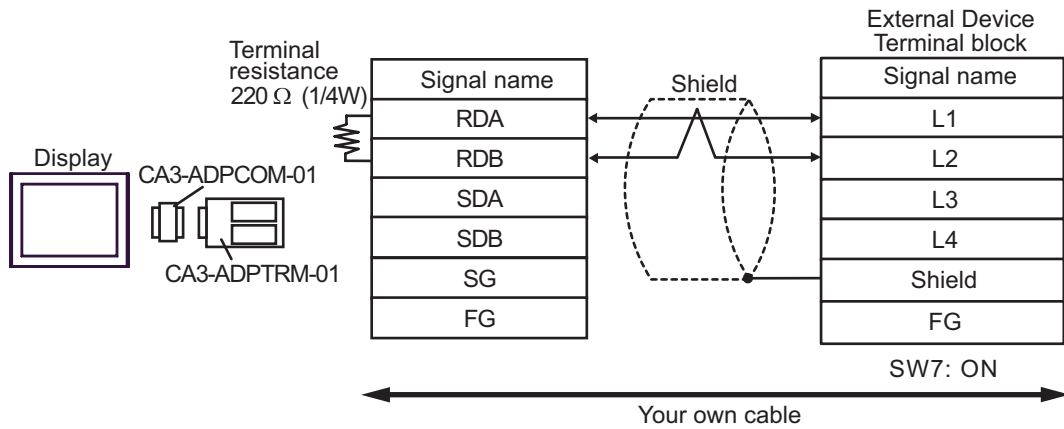 External Device
Terminal block
Terminal
resistance
220 Ω (1/4W)
Signal name
RDA
RDB
SDA
SDB
SG
FG
Shield
Signal name
L1
L2
L3
L4
Shield
FG
Display
CA3-ADPCOM-01
CA3-ADPTRM-01
SW7: ON
Your own cable